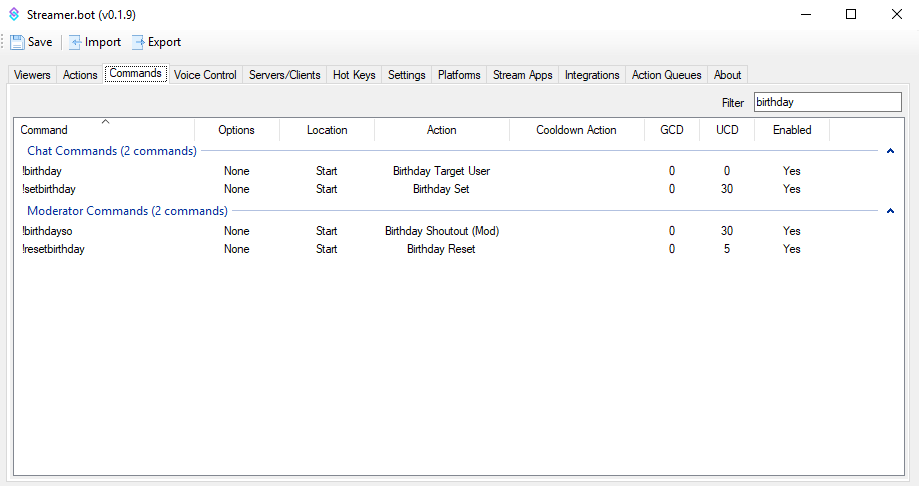 Streamer.bot (v0.1.9)
Save Import Export
Viewers Actions Commands Voice Control Servers/Clients Hot Keys Settings Platforms Stream Apps Integrations Action Queues About
Filter birthday
Command Options Location Action Cooldown Action GCD UCD Enabled
Chat Commands (2 commands)
!birthday None Start Birthday Target User 0 0 Yes
!setbirthday None Start Birthday Set 0 30 Yes
Moderator Commands (2 commands)
!birthdayso None Start Birthday Shoutout (Mod) 0 30 Yes
!resetbirthday None Start Birthday Reset 0 5 Yes